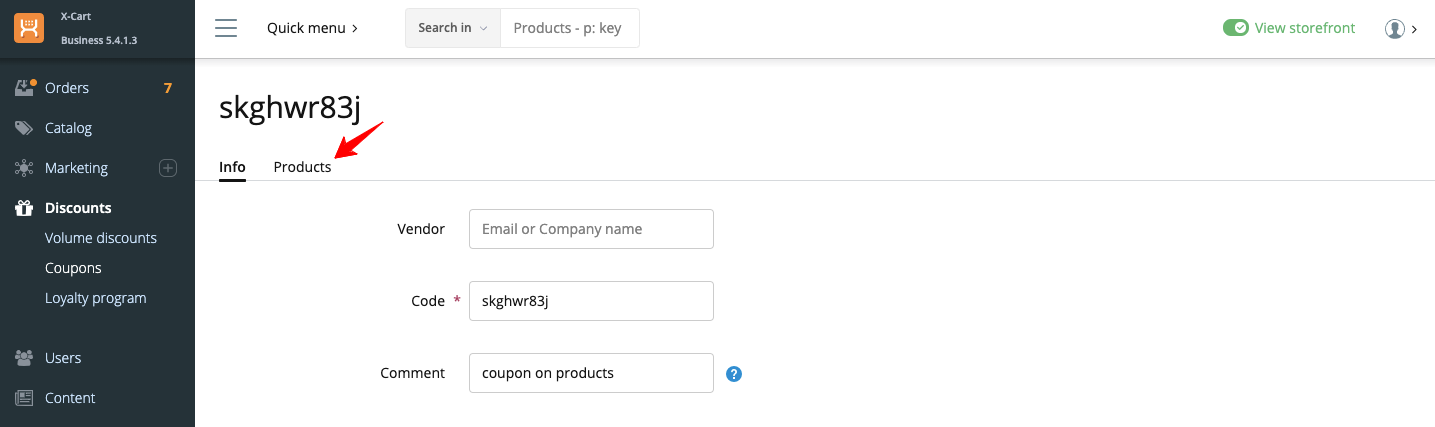 X-Cart
Business 5.4.1.3
Quick menu
Search in
Products - p: key
View storefront
Orders 7
Catalog
Marketing
Discounts
Volume discounts
Coupons
Loyalty program
Users
Content
skghwr83j
Info Products
Vendor Email or Company name
Code * skghwr83j
Comment coupon on products ?